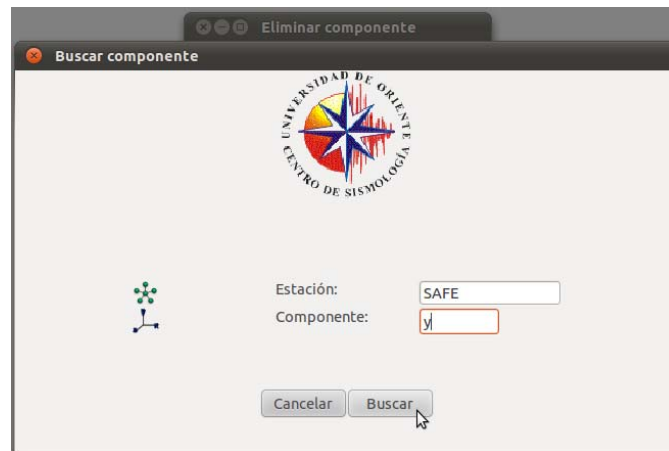 Eliminar componente
Buscar componente
UNIVERSIDAD DE ORIENTE
CENTRO DE SISMOLOGÍA
Estación: SAFE
Componente: y
Cancelar Buscar